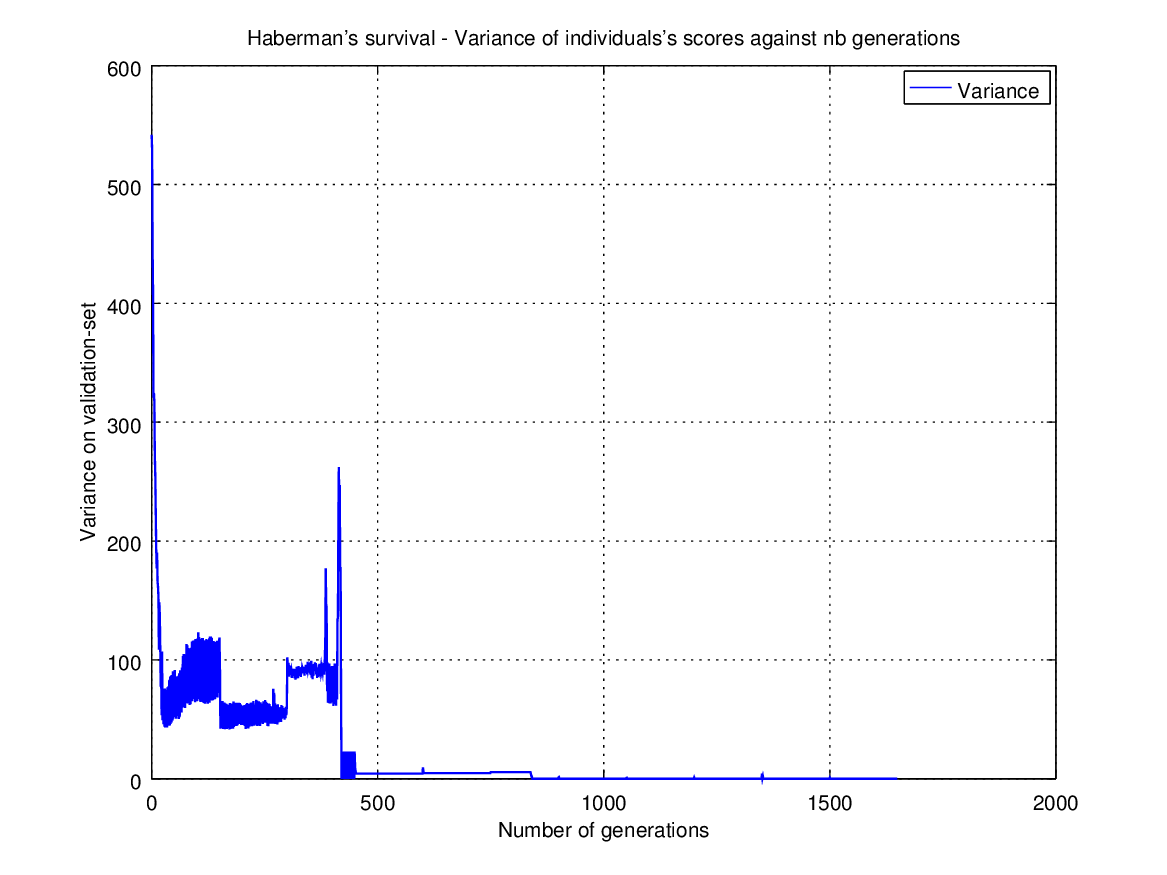 Haberman's survival - Variance of individuals's scores against nb generations
600
Variance
500
400
300
200
100
0
Variance on validation-set
0 500 1000 1500 2000
Number of generations